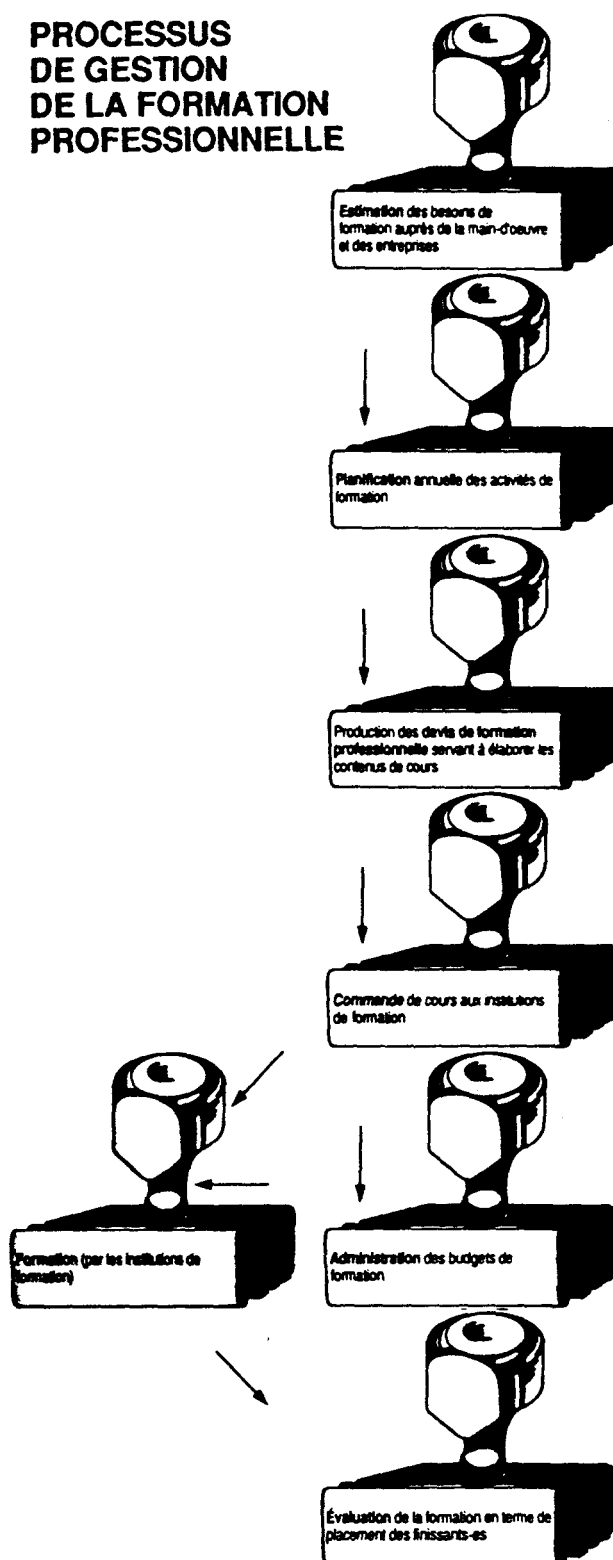 PROCESSUS
DE GESTION
DE LA FORMATION
PROFESSIONNELLE
Estimation des besoins de
formation auprès de la main-d'oeuvre
et des entreprises
Planification annuelle des activités de
formation
Production des devis de formation
professionnelle servant à élaborer les
contenus de cours
Commande de cours aux institutions
de formation
Formation (par les institutions de
formation)
Administration des budgets de
formation
Évaluation de la formation en terme de
placement des finissants-es